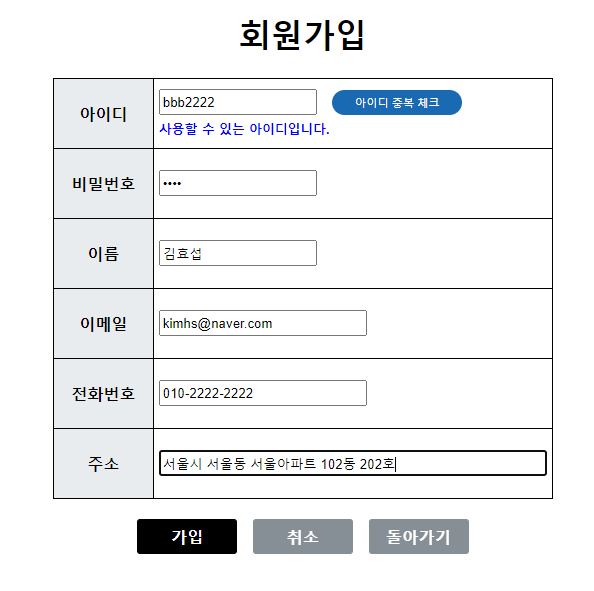 회원가입
아이디 bbb2222 아이디 중복 체크
사용할 수 있는 아이디입니다.
비밀번호 ••••
이름 김효섭
이메일 kimhs@naver.com
전화번호 010-2222-2222
주소 서울시 서울동 서울아파트 102동 202호
가입 취소 돌아가기